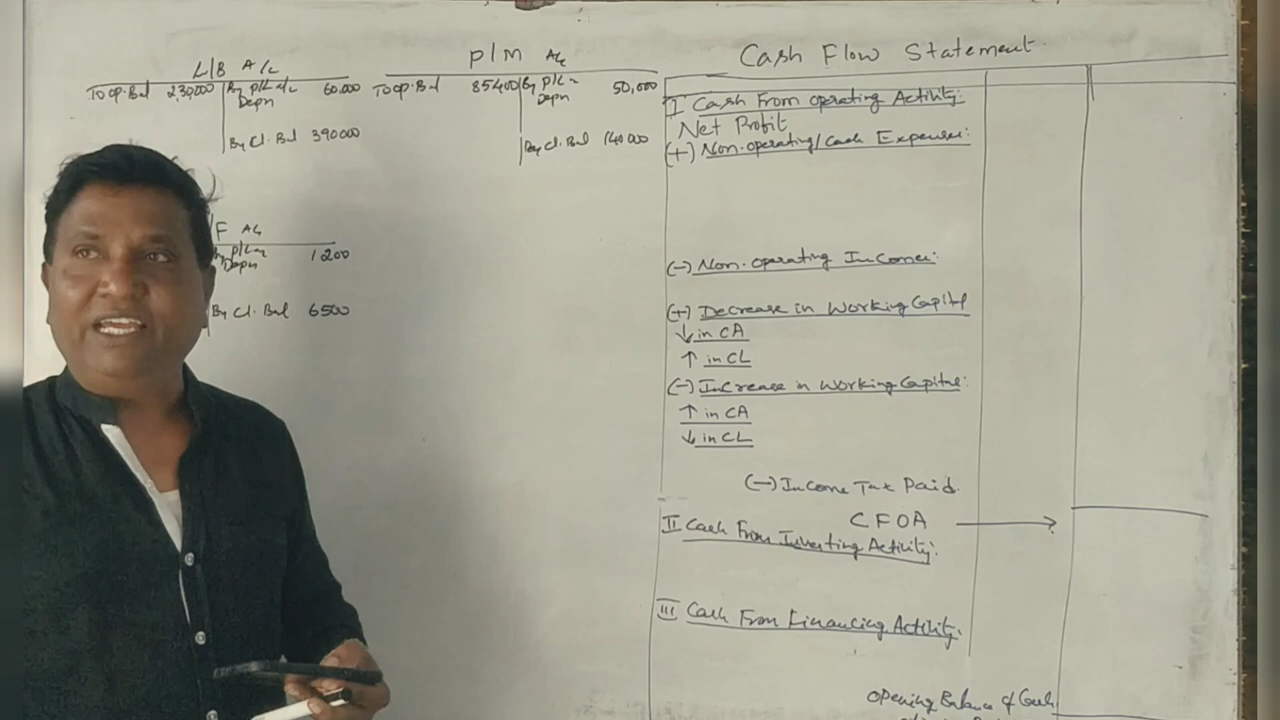 L/B A/c
To op. Bal 2,30,000 By P/L a/c Depn 60,000
By Cl. Bal 390000
P/M A/c
To op. Bal 85400 By P/L a/c Depn 50,000
By Cl. Bal 140000
F A/c
By P/L a/c Depn 1200
By Cl. Bal 6500
Cash Flow Statement
I Cash From operating Activity:
Net Profit
(+) Non-operating/Cash Expenses:
(-) Non-operating Incomes:
(+) Decrease in Working Capital
↓ in CA
↑ in CL
(-) Increase in Working Capital:
↑ in CA
↓ in CL
(-) Income Tax Paid
CFOA →
II Cash From Investing Activity:
III Cash From Financing Activity:
Opening Balance of Cash